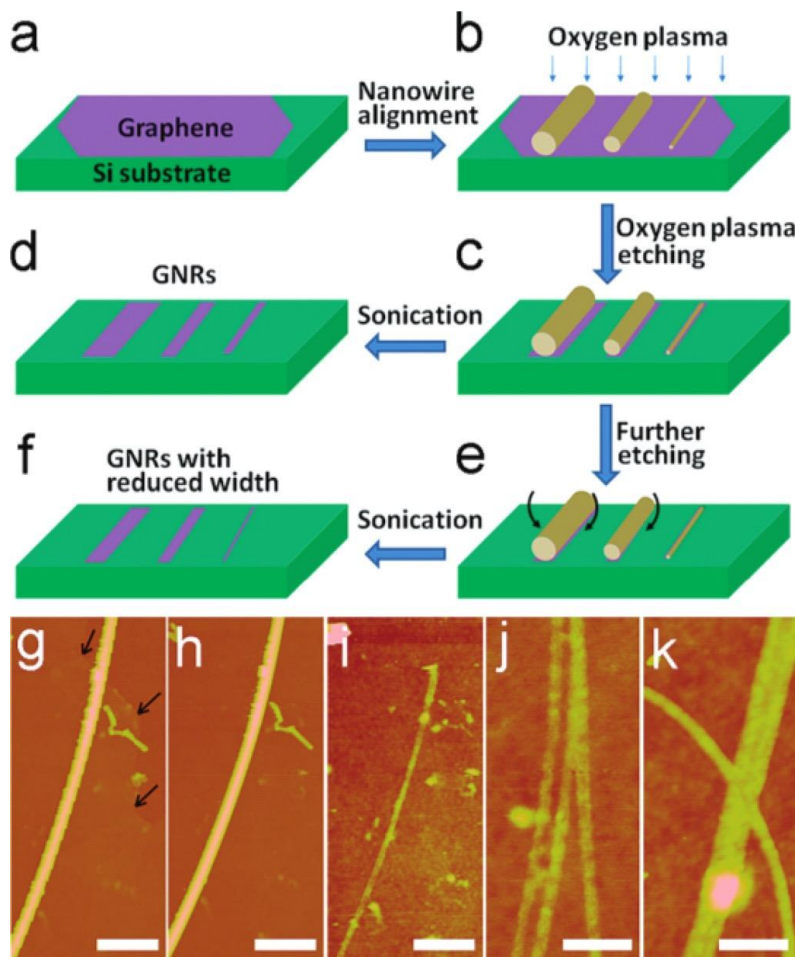 a
b
Oxygen plasma
Nanowire
alignment
Graphene
Si substrate
d
GNRs
Sonication
c
Oxygen plasma
etching
f
GNRs with
reduced width
Sonication
e
Further
etching
g
h
i
j
k